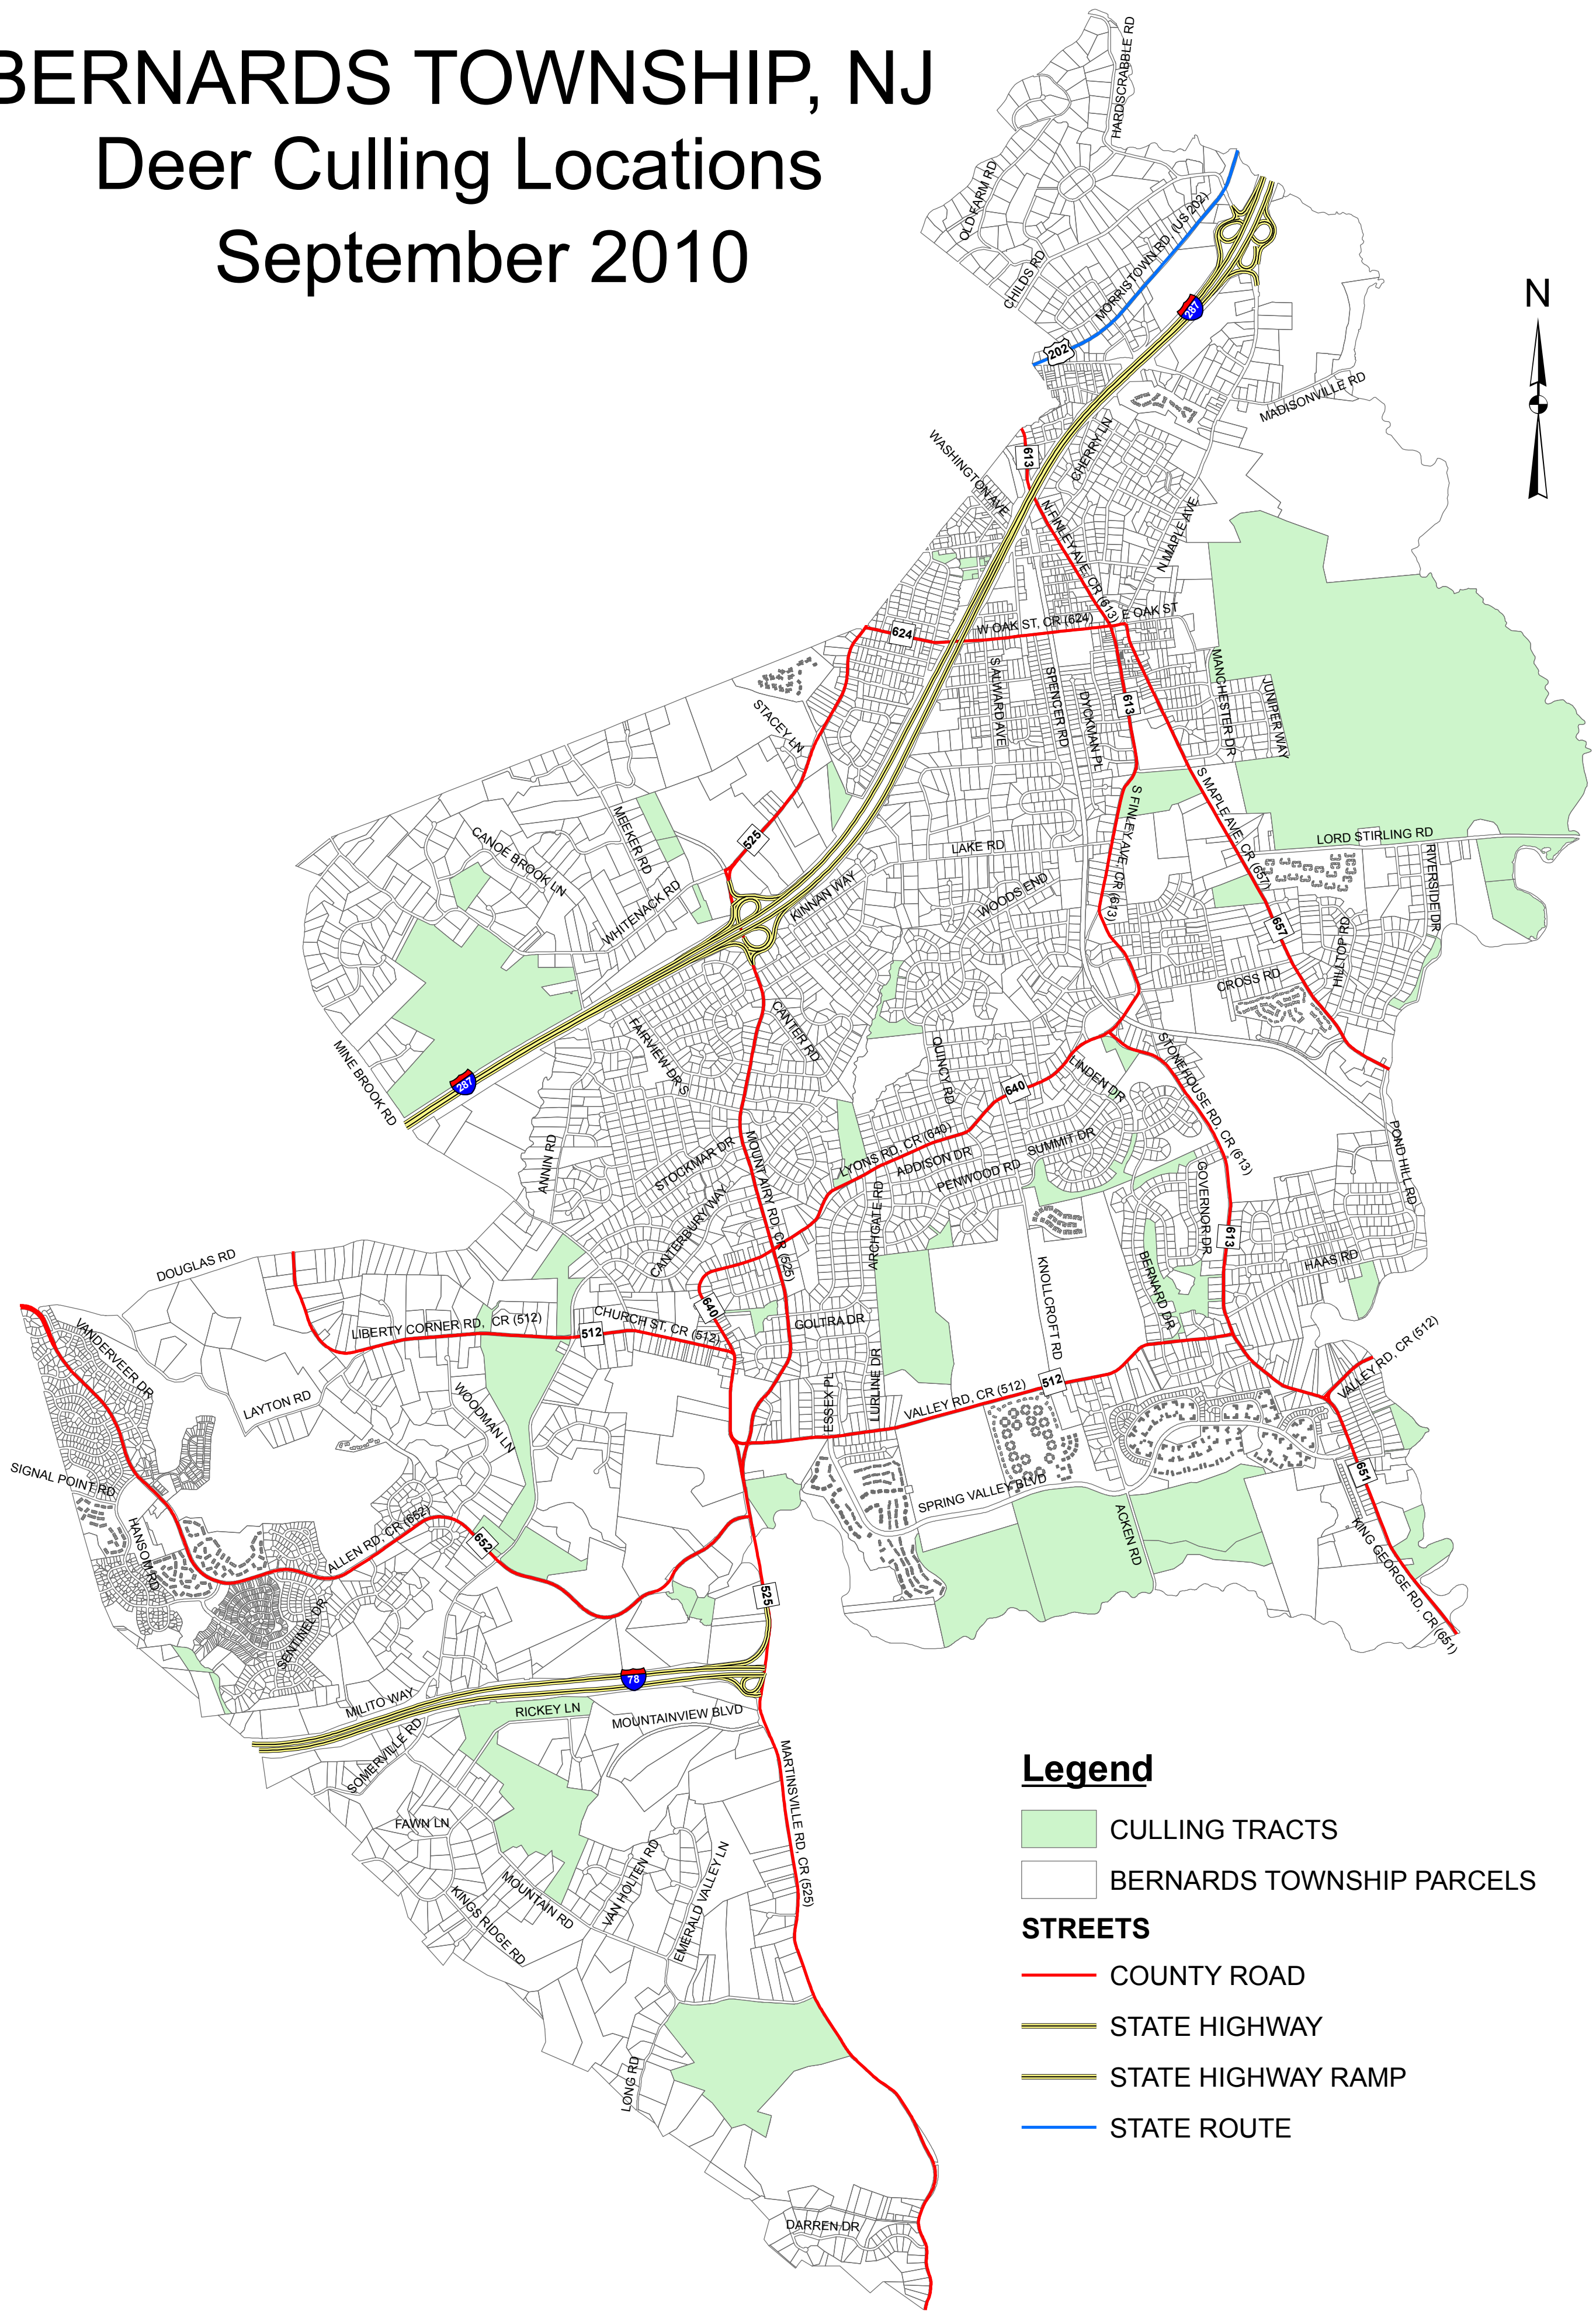 BERNARDS TOWNSHIP, NJ
Deer Culling Locations
September 2010
HARDSCRABBLE RD
OLD FARM RD
CHILDS RD
MORRISTOWN RD (US 202)
202
287
N
MADISONVILLE RD
WASHINGTON AVE
613
CHERRY LN
N FINLEY AVE, CR (613)
N MAPLE AVE
E OAK ST
W OAK ST, CR (624)
624
S ALWARD AVE
SPENCER RD
DYCKMAN PL
613
MANCHESTER DR
JUNIPER WAY
STACEY LN
S MAPLE AVE, CR (657)
S FINLEY AVE, CR (613)
LORD STIRLING RD
RIVERSIDE DR
LAKE RD
525
MEEKER RD
CANOE BROOK LN
WHITENACK RD
KINNAN WAY
WOODS END
657
HILLTOP RD
CROSS RD
CANTER RD
FAIRVIEW DR S
MINE BROOK RD
287
QUINCY RD
640
LINDEN DR
STONEHOUSE RD, CR (613)
ANNIN RD
STOCKMAR DR
MOUNT AIRY RD, CR (525)
LYONS RD, CR (640)
ADDISON DR
SUMMIT DR
PENWOOD RD
POND HILL RD
CANTERBURY WAY
ARCHGATE RD
GOVERNOR DR
613
HAAS RD
DOUGLAS RD
KNOLLCROFT RD
BERNARD DR
640
LIBERTY CORNER RD, CR (512)
512
CHURCH ST, CR (512)
GOLTRA DR
VANDERVEER DR
VALLEY RD, CR (512)
LAYTON RD
WOODMAN LN
ESSEX PL
LURLINE DR
VALLEY RD, CR (512)
512
SIGNAL POINT RD
651
SPRING VALLEY BLVD
HANSOM RD
ALLEN RD, CR (652)
652
ACKEN RD
KING GEORGE RD, CR (651)
525
SENTINEL DR
78
MILITO WAY
RICKEY LN
MOUNTAINVIEW BLVD
SOMERVILLE RD
MARTINSVILLE RD, CR (525)
FAWN LN
MOUNTAIN RD
VAN HOLTEN RD
EMERALD VALLEY LN
KINGS RIDGE RD
LONG RD
DARREN DR
Legend
CULLING TRACTS
BERNARDS TOWNSHIP PARCELS
STREETS
COUNTY ROAD
STATE HIGHWAY
STATE HIGHWAY RAMP
STATE ROUTE